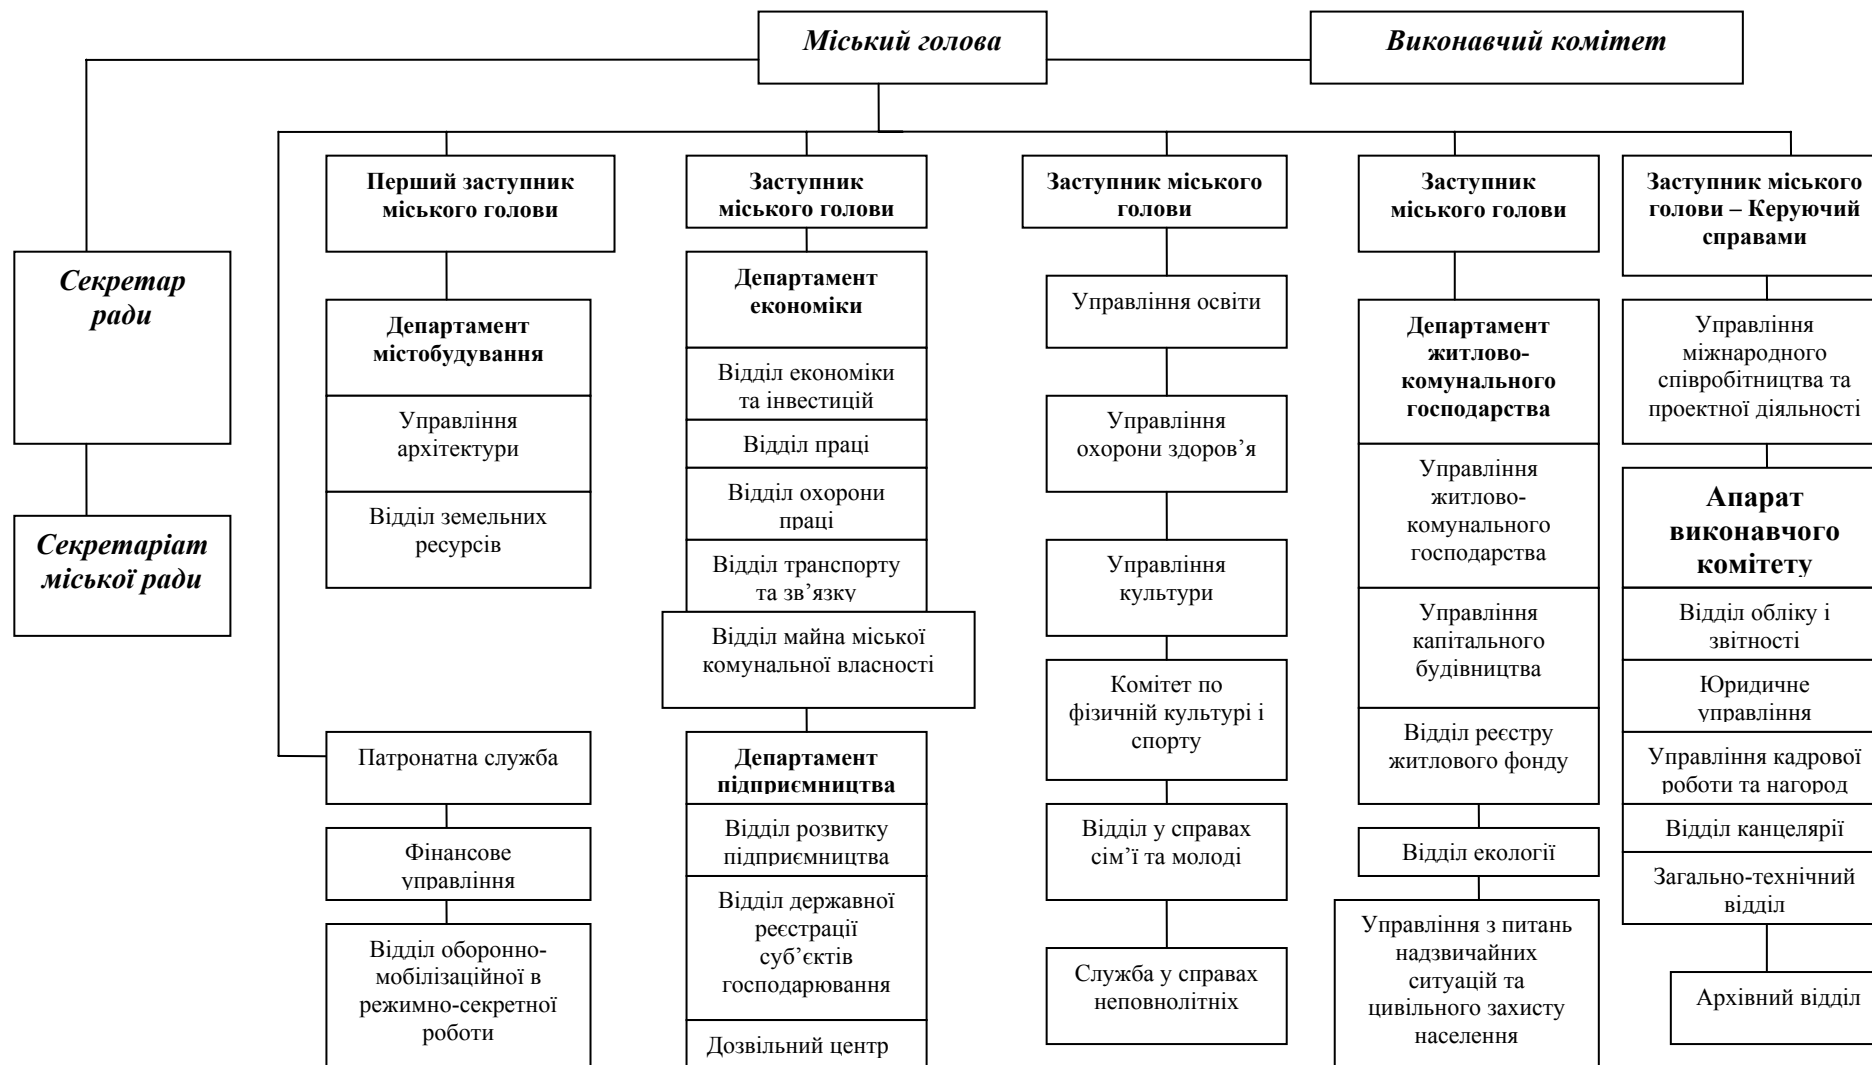 Міський голова
Виконавчий комітет
Секретар
ради
Секретаріат
міської ради
Перший заступник
міського голови
Департамент
містобудування
Управління
архітектури
Відділ земельних
ресурсів
Патронатна служба
Фінансове
управління
Відділ оборонно-
мобілізаційної в
режимно-секретної
роботи
Заступник
міського голови
Департамент
економіки
Відділ економіки
та інвестицій
Відділ праці
Відділ охорони
праці
Відділ транспорту
та зв’язку
Відділ майна міської
комунальної власності
Департамент
підприємництва
Відділ розвитку
підприємництва
Відділ державної
реєстрації
суб’єктів
господарювання
Дозвільний центр
Заступник міського
голови
Управління освіти
Управління
охорони здоров’я
Управління
культури
Комітет по
фізичній культурі і
спорту
Відділ у справах
сім’ї та молоді
Служба у справах
неповнолітніх
Заступник
міського голови
Департамент
житлово-
комунального
господарства
Управління
житлово-
комунального
господарства
Управління
капітального
будівництва
Відділ реєстру
житлового фонду
Відділ екології
Управління з питань
надзвичайних
ситуацій та
цивільного захисту
населення
Заступник міського
голови – Керуючий
справами
Управління
міжнародного
співробітництва та
проектної діяльності
Апарат
виконавчого
комітету
Відділ обліку і
звітності
Юридичне
управління
Управління кадрової
роботи та нагород
Відділ канцелярії
Загально-технічний
відділ
Архівний відділ